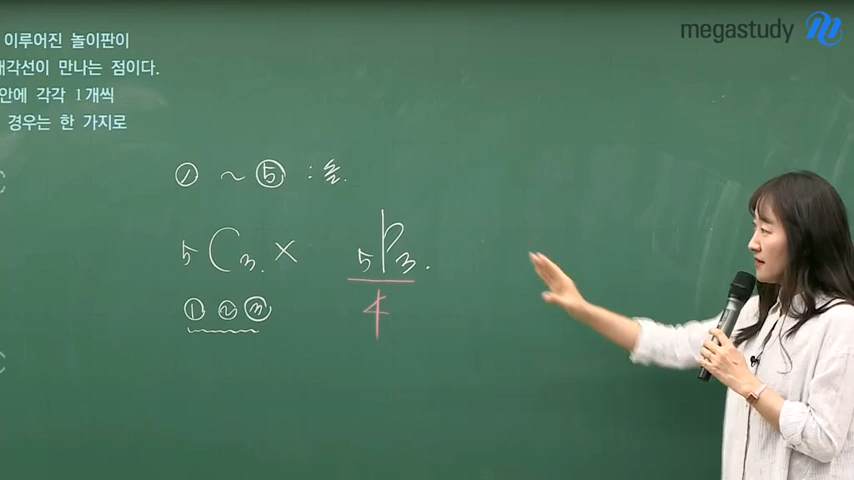 megastudy
이루어진 놀이판이
대각선이 만나는 점이다.
안에 각각 1개씩
경우는 한 가지로
① ~ ⑤ : 돌.
₅C₃ × ₅P₃ / 4
① ② ③